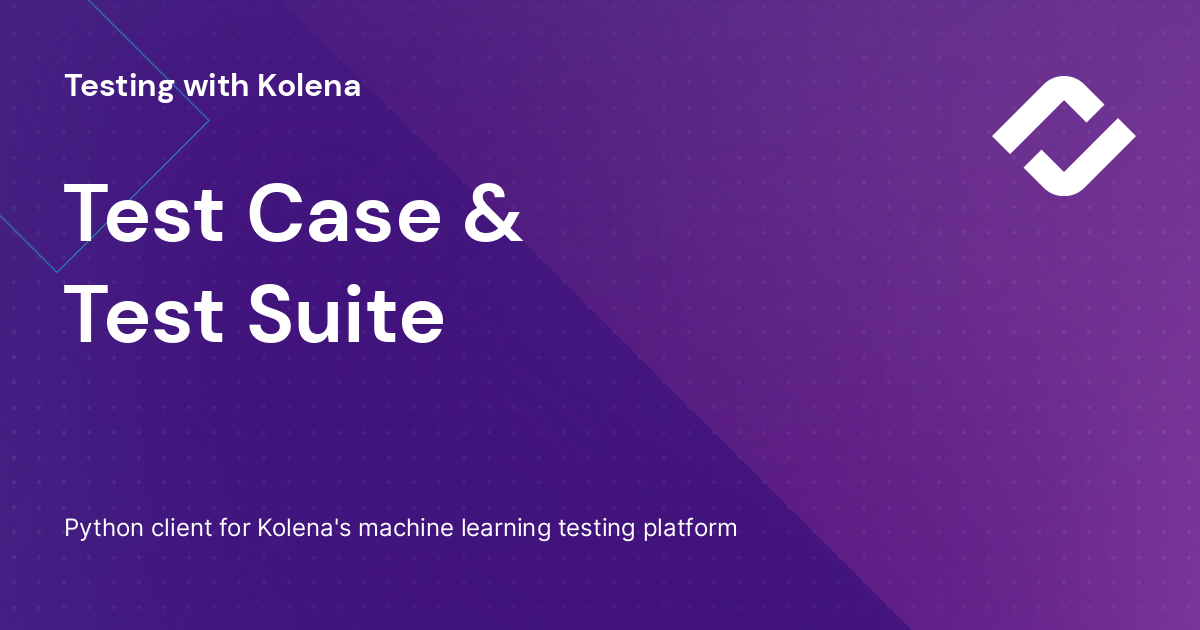 Testing with Kolena
Test Case &
Test Suite
Python client for Kolena's machine learning testing platform